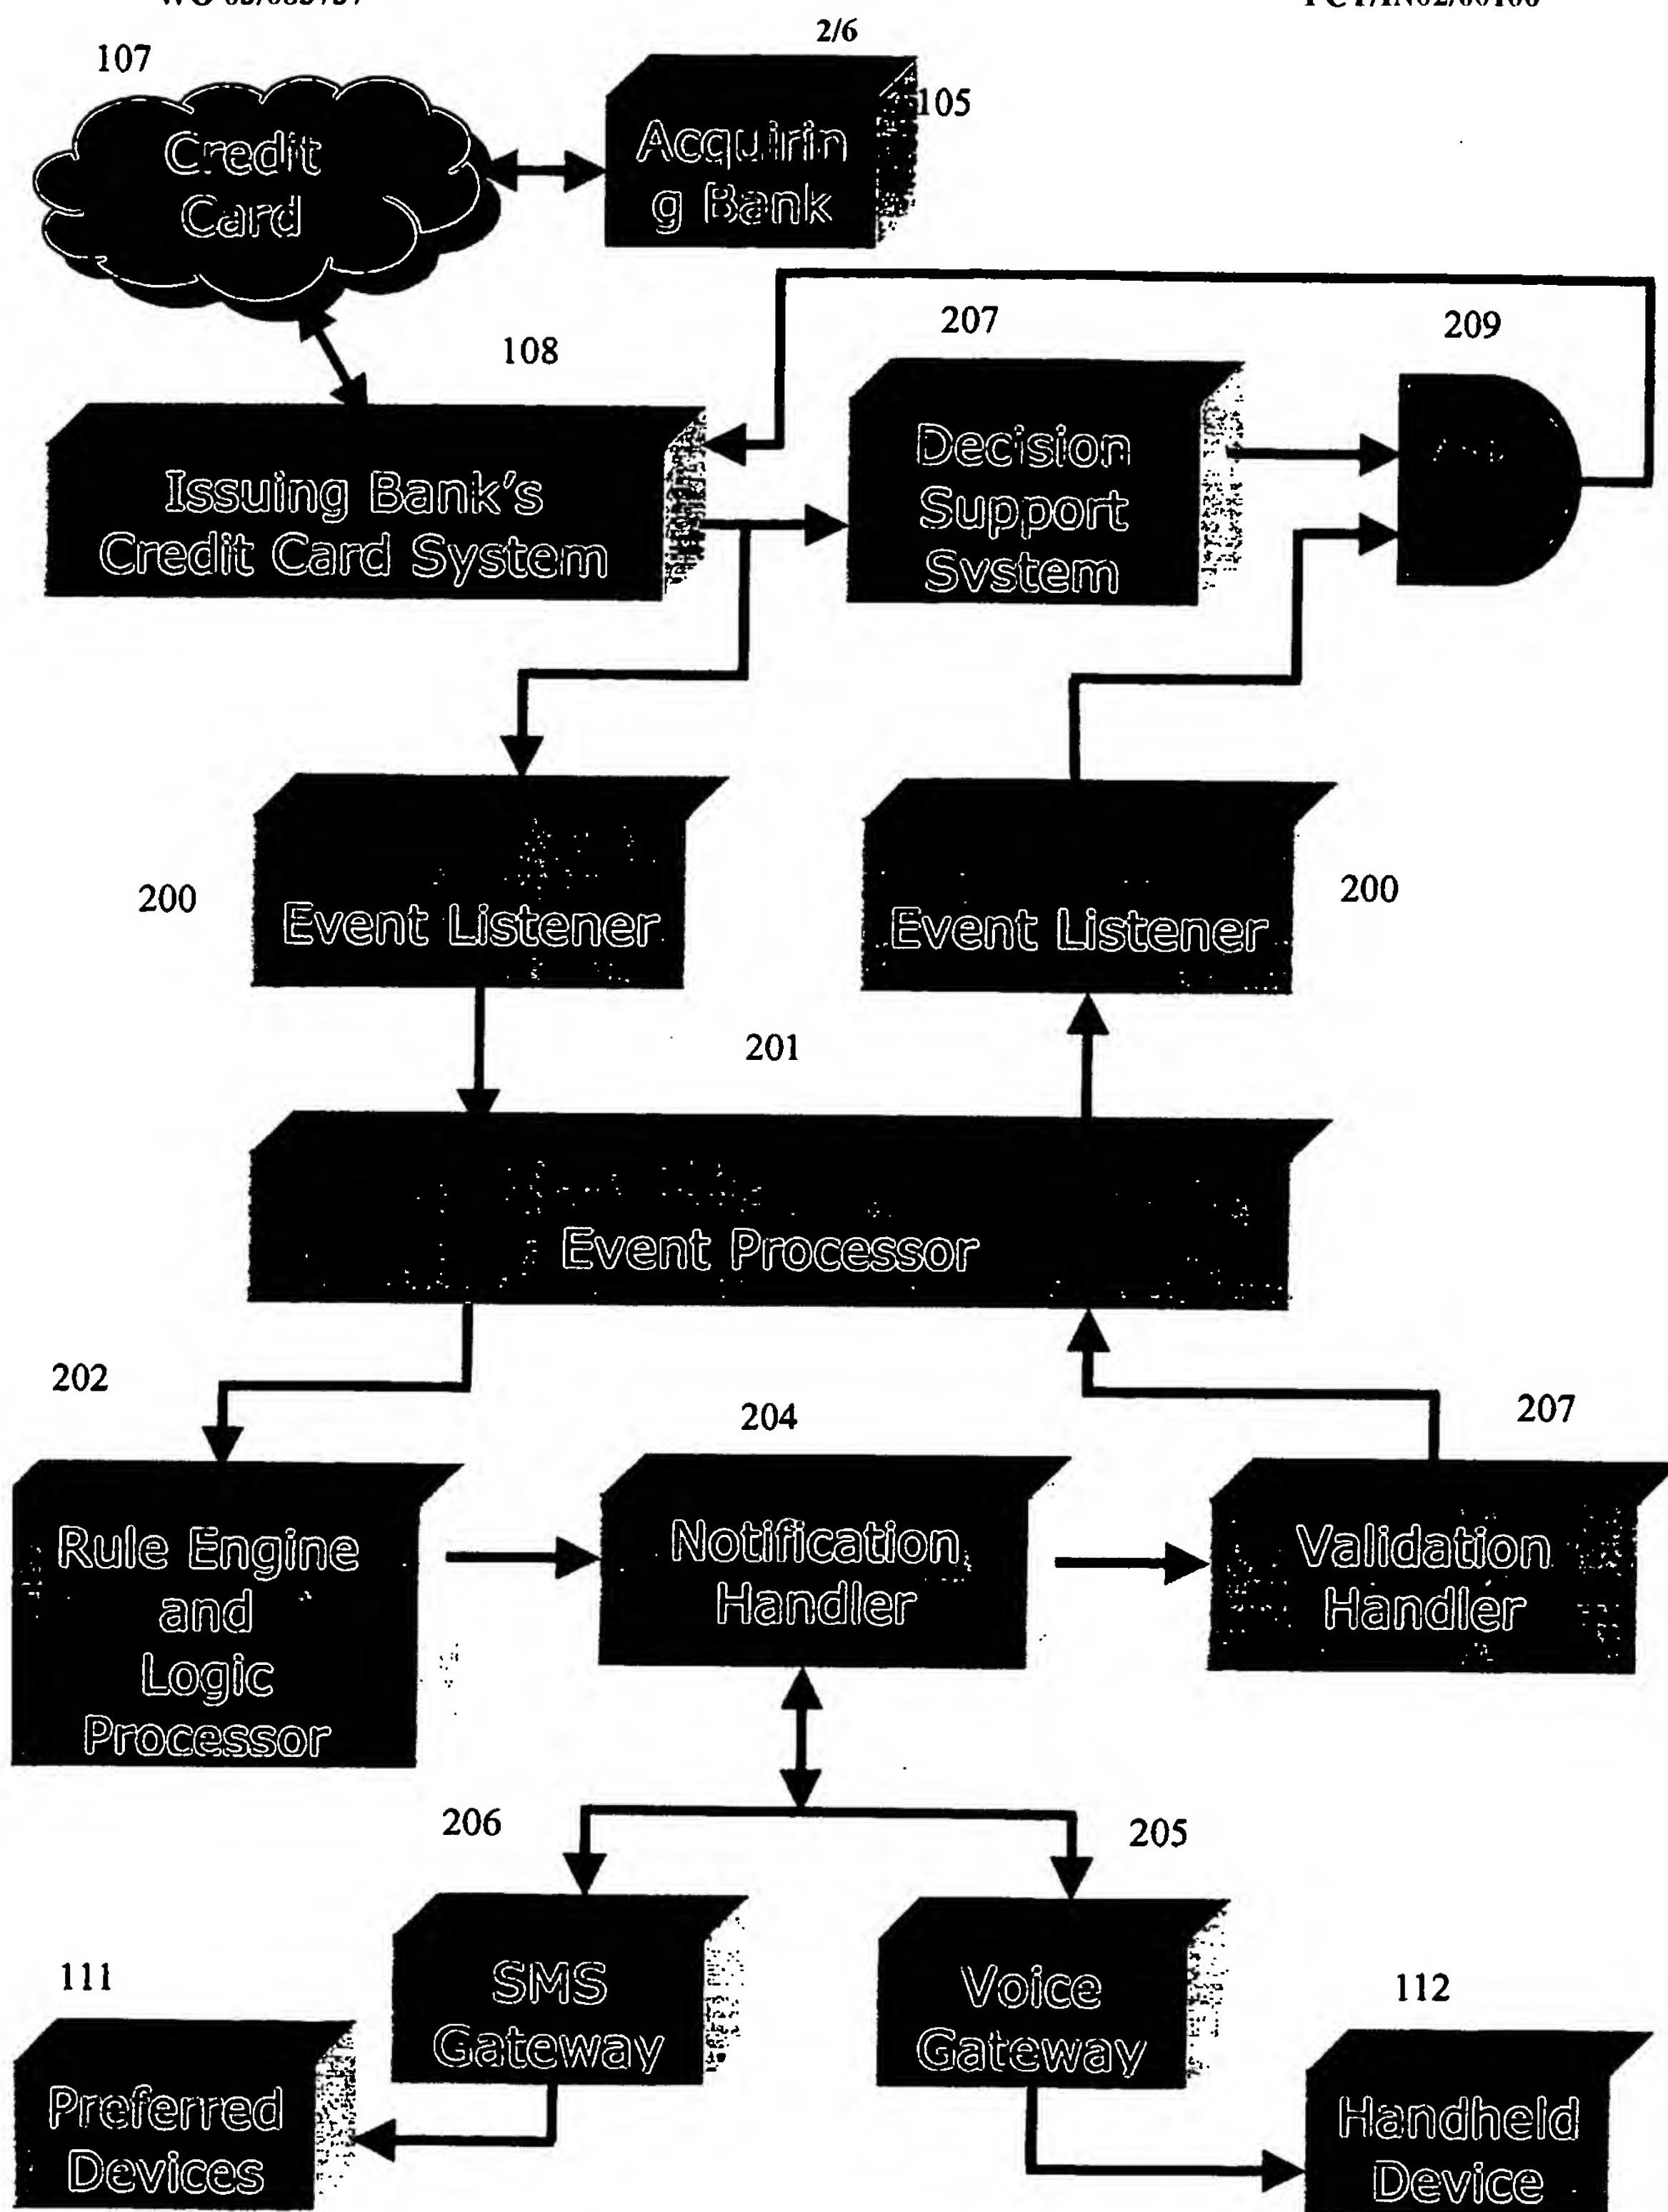 2/6
107
105
Credit
Card
Acquirin
g Bank
207
209
108
Decision
Support
System
And
Issuing Bank's
Credit Card System
200
Event Listener
Event Listener
200
201
Event Processor
202
204
207
Rule Engine
and
Logic
Processor
Notification
Handler
Validation
Handler
206
205
111
112
SMS
Gateway
Voice
Gateway
Preferred
Devices
Handheld
Device